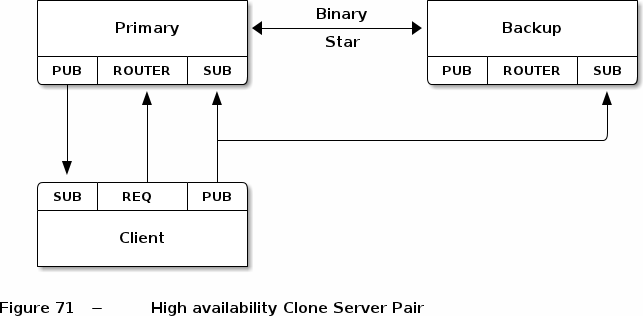 Primary
Binary
Star
Backup
PUB ROUTER SUB
PUB ROUTER SUB
SUB REQ PUB
Client
Figure 71 – High availability Clone Server Pair